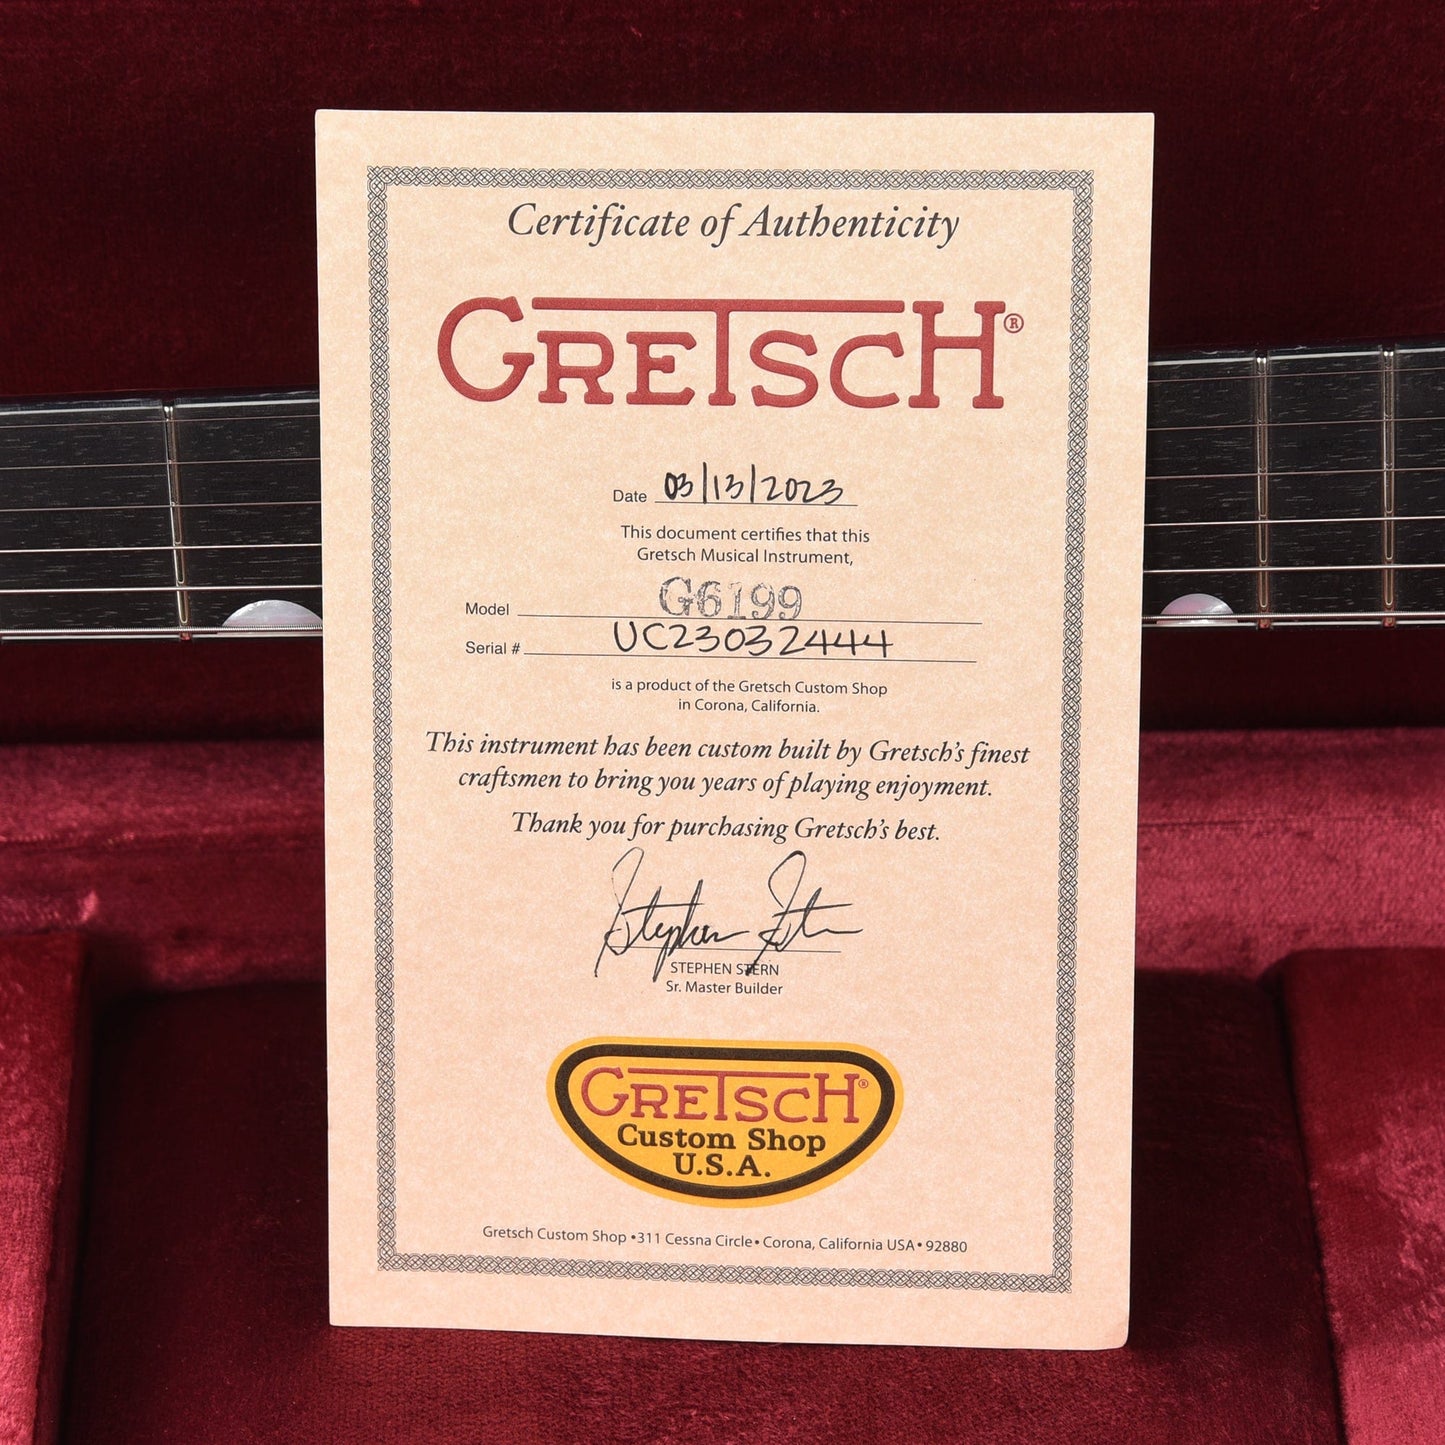 Certificate of Authenticity
GRETSCH®
Date 03/13/2023
This document certifies that this
Gretsch Musical Instrument,
Model G6199
Serial # UC23032444
is a product of the Gretsch Custom Shop
in Corona, California.
This instrument has been custom built by Gretsch's finest
craftsmen to bring you years of playing enjoyment.
Thank you for purchasing Gretsch's best.
Stephen Stern
STEPHEN STERN
Sr. Master Builder
GRETSCH®
Custom Shop
U.S.A.
Gretsch Custom Shop •311 Cessna Circle• Corona, California USA• 92880